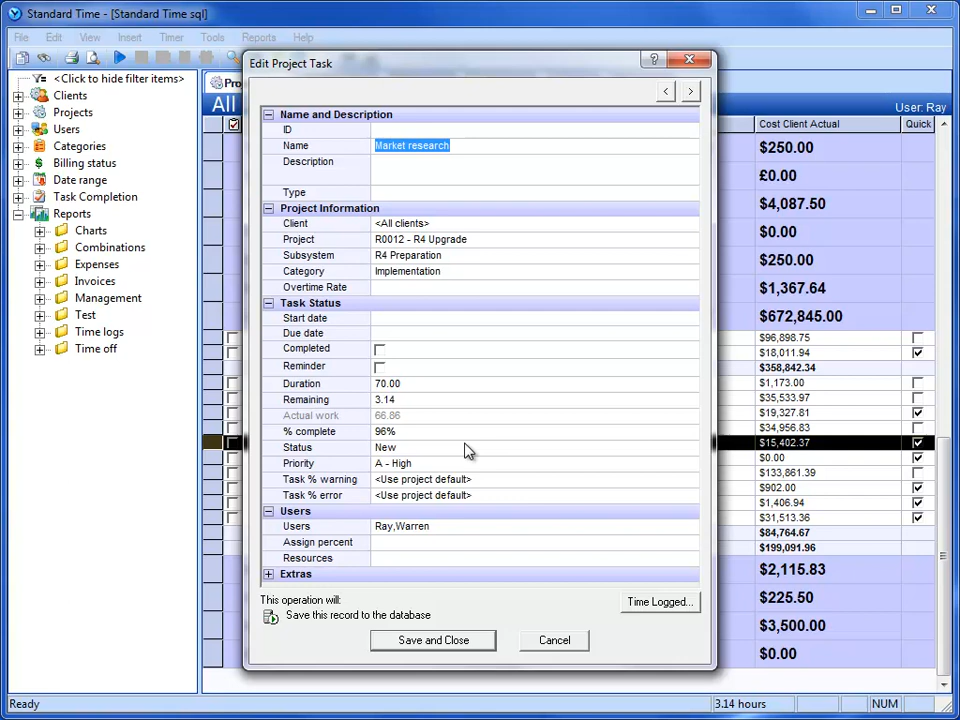 Standard Time - [Standard Time sql]
File Edit View Insert Timer Tools Reports Help
<Click to hide filter items>
Clients
Projects
Users
Categories
Billing status
Date range
Task Completion
Reports
Charts
Combinations
Expenses
Invoices
Management
Test
Time logs
Time off
All
User: Ray
Cost Client Actual Quick
$250.00
£0.00
$4,087.50
$0.00
$250.00
$1,367.64
$672,845.00
$96,898.75
$18,011.94
$358,842.34
$1,173.00
$35,533.97
$19,327.81
$34,956.83
$15,402.37
$0.00
$133,861.39
$902.00
$1,406.94
$31,513.36
$84,764.67
$199,091.96
$2,115.83
$225.50
$3,500.00
$0.00
Edit Project Task
Name and Description
ID
Name Market research
Description
Type
Project Information
Client <All clients>
Project R0012 - R4 Upgrade
Subsystem R4 Preparation
Category Implementation
Overtime Rate
Task Status
Start date
Due date
Completed
Reminder
Duration 70.00
Remaining 3.14
Actual work 66.86
% complete 96%
Status New
Priority A - High
Task % warning <Use project default>
Task % error <Use project default>
Users
Users Ray,Warren
Assign percent
Resources
Extras
This operation will:
Save this record to the database
Time Logged...
Save and Close Cancel
Ready 3.14 hours NUM